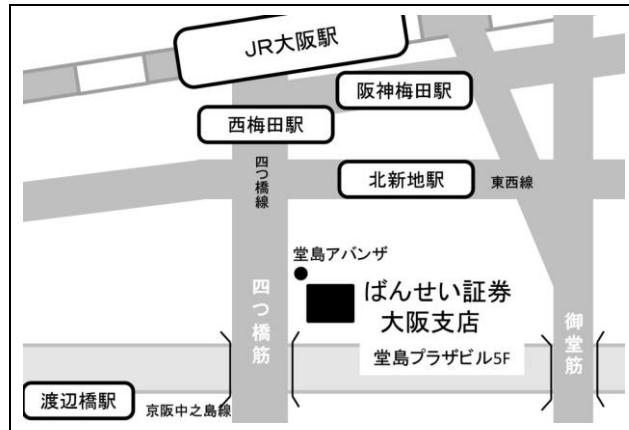 JR大阪駅
阪神梅田駅
西梅田駅
四つ橋線
北新地駅
東西線
堂島アバンザ
ばんせい証券
大阪支店
堂島プラザビル5F
四つ橋筋
御堂筋
渡辺橋駅
京阪中之島線